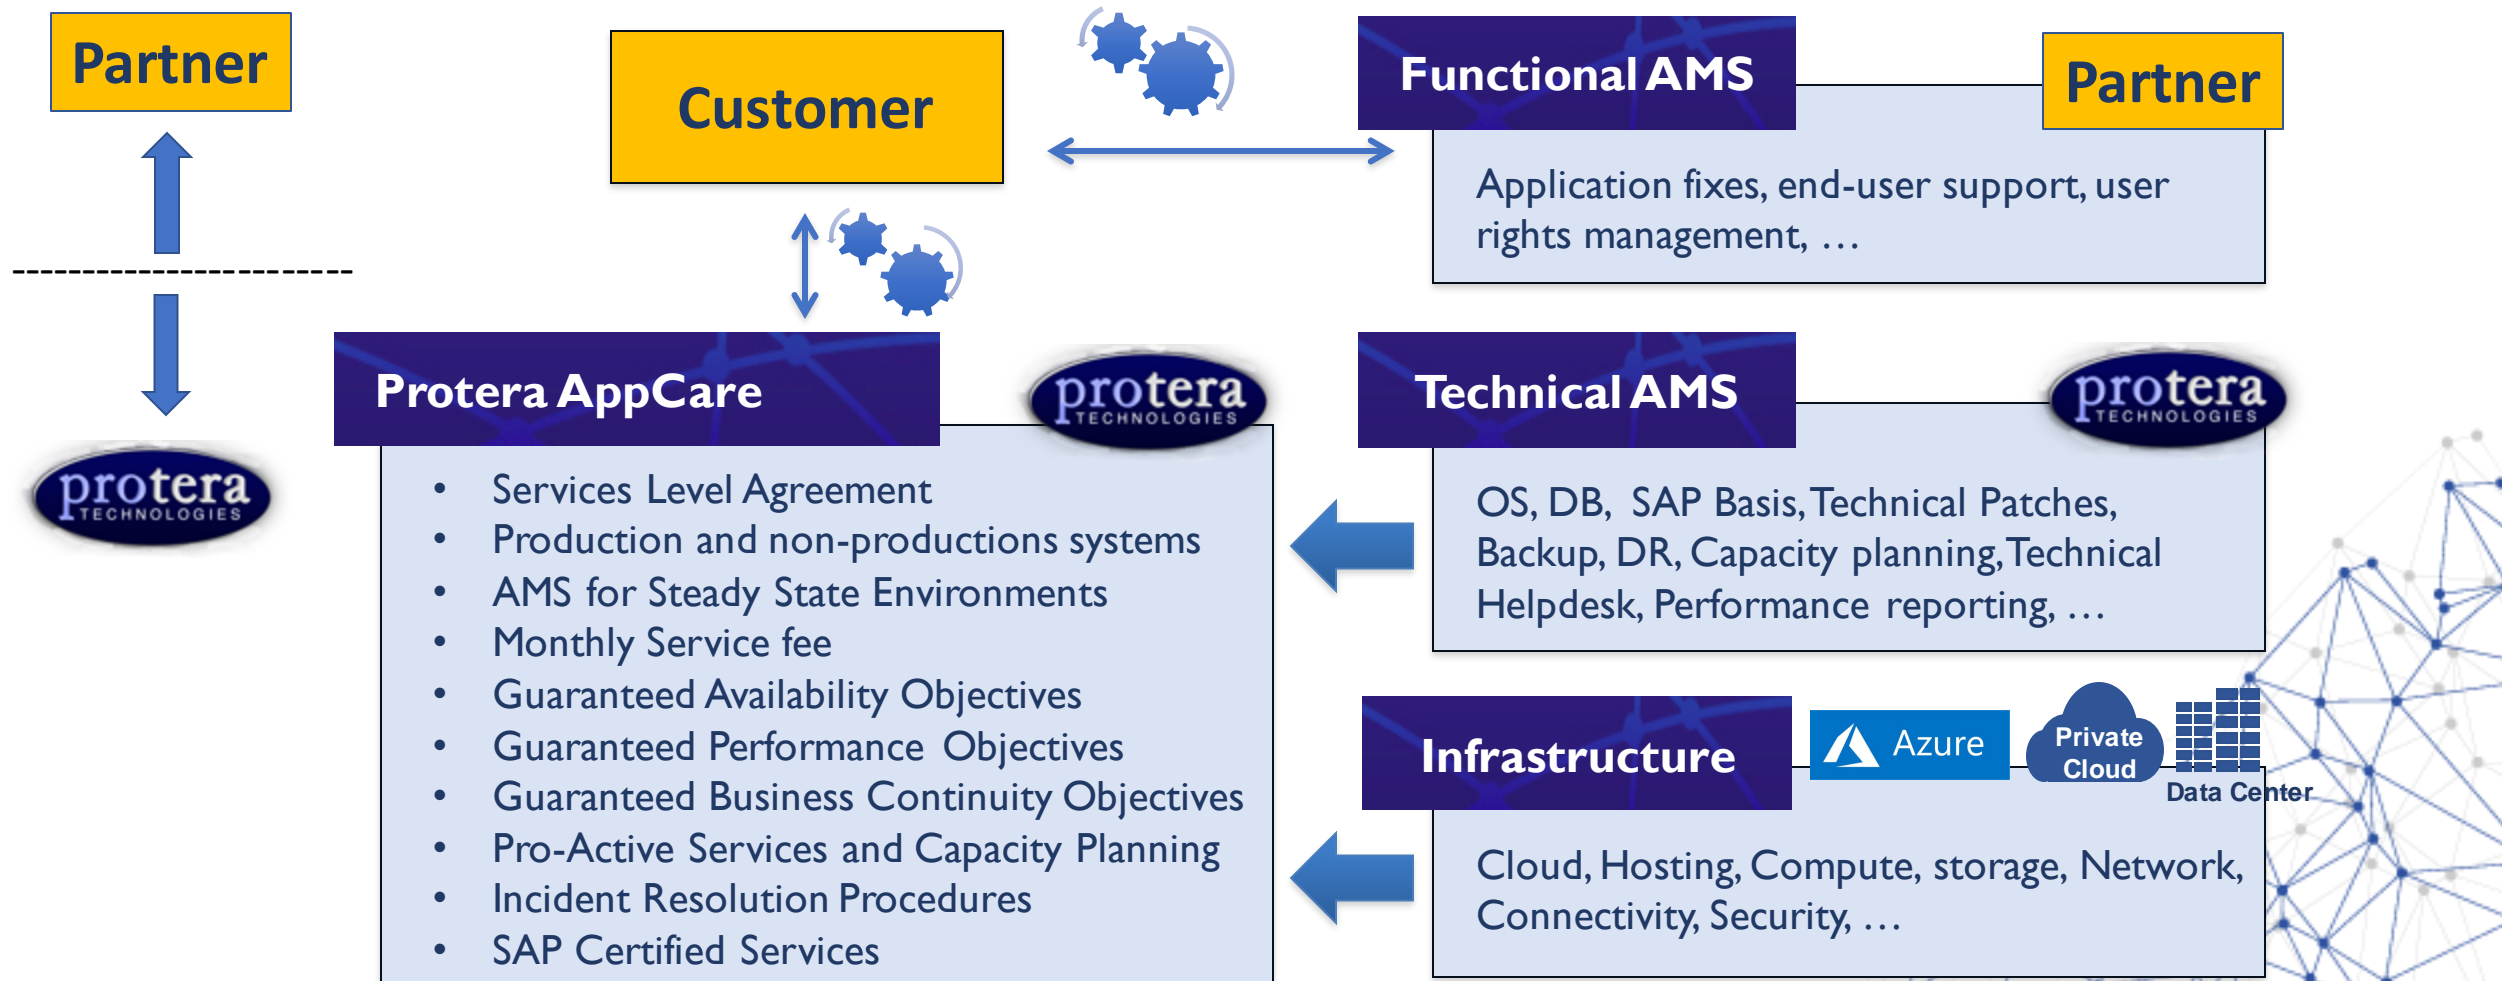 Partner
Customer
Functional AMS
Partner
Application fixes, end-user support, user
rights management, …
protera
TECHNOLOGIES
Protera AppCare
protera
TECHNOLOGIES
• Services Level Agreement
• Production and non-productions systems
• AMS for Steady State Environments
• Monthly Service fee
• Guaranteed Availability Objectives
• Guaranteed Performance Objectives
• Guaranteed Business Continuity Objectives
• Pro-Active Services and Capacity Planning
• Incident Resolution Procedures
• SAP Certified Services
Technical AMS
protera
TECHNOLOGIES
OS, DB, SAP Basis, Technical Patches,
Backup, DR, Capacity planning, Technical
Helpdesk, Performance reporting, …
Infrastructure
Azure
Private
Cloud
Data Center
Cloud, Hosting, Compute, storage, Network,
Connectivity, Security, …